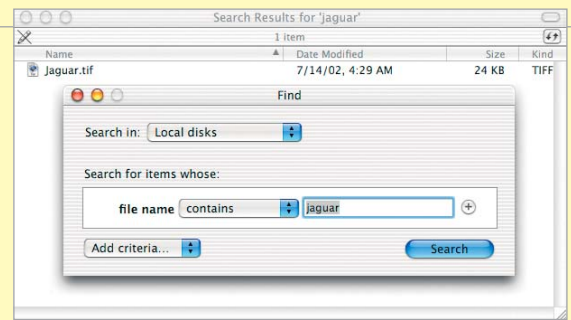 Search Results for 'jaguar'
1 item
Name Date Modified Size Kind
Jaguar.tif 7/14/02, 4:29 AM 24 KB TIFF
Find
Search in: Local disks
Search for items whose:
file name contains jaguar
Add criteria... Search